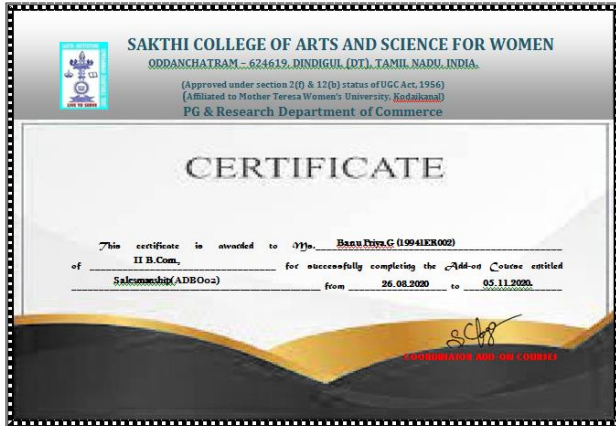 SAKTHI COLLEGE OF ARTS AND SCIENCE FOR WOMEN
ODDANCHATRAM – 624619, DINDIGUL (DT), TAMIL NADU, INDIA.
(Approved under section 2(f) & 12(b) status of UGC Act, 1956)
(Affiliated to Mother Teresa Women's University, Kodaikanal)
PG & Research Department of Commerce
LIVE TO SERVE
CERTIFICATE
This certificate is awarded to Ms. Banu Priya.G (19941ER002)
of II B.Com., for successfully completing the Add-on Course entitled
Salesmanship(ADBO02) from 26.08.2020 to 05.11.2020.
COORDINATOR ADD-ON COURSES